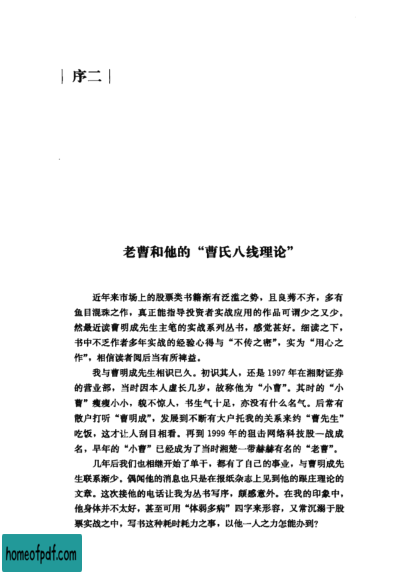 序二
老曹和他的“曹氏八线理论”
近年来市场上的股票类书籍渐有泛滥之势，且良莠不齐，多有
鱼目混珠之作，真正能指导投资者实战应用的作品可谓少之又少。
然最近读曹明成先生主笔的实战系列丛书，感觉甚好。细读之下，
书中不乏作者多年实战的经验心得与“不传之密”，实为“用心之
作”，相信读者阅后当有所裨益。
我与曹明成先生相识已久。初识其人，还是 1997 年在湘财证券
的营业部，当时因本人虚长几岁，故称他为“小曹”。其时的“小
曹”瘦瘦小小，貌不惊人，书生气十足，亦没有什么名气。后常有
散户打听“曹明成”，发展到不断有大户托我的关系来约“曹先生”
吃饭，这才让人刮目相看。再到 1999 年的狙击网络科技股一战成
名，早年的“小曹”已经成为了当时湘楚一带赫赫有名的“老曹”。
几年后我们也相继开始了单干，都有了自己的事业，与曹明成先
生联系渐少。偶闻他的消息也只是在报纸杂志上见到他的跟庄理论的
文章。这次接他的电话让我为丛书写序，颇感意外。在我的印象中，
他身体并不太好，甚至可用“体弱多病”四字来形容，又常沉溺于股
票实战之中，写书这种耗时耗力之事，以他一人之力怎能办到？
homeofpdf.com